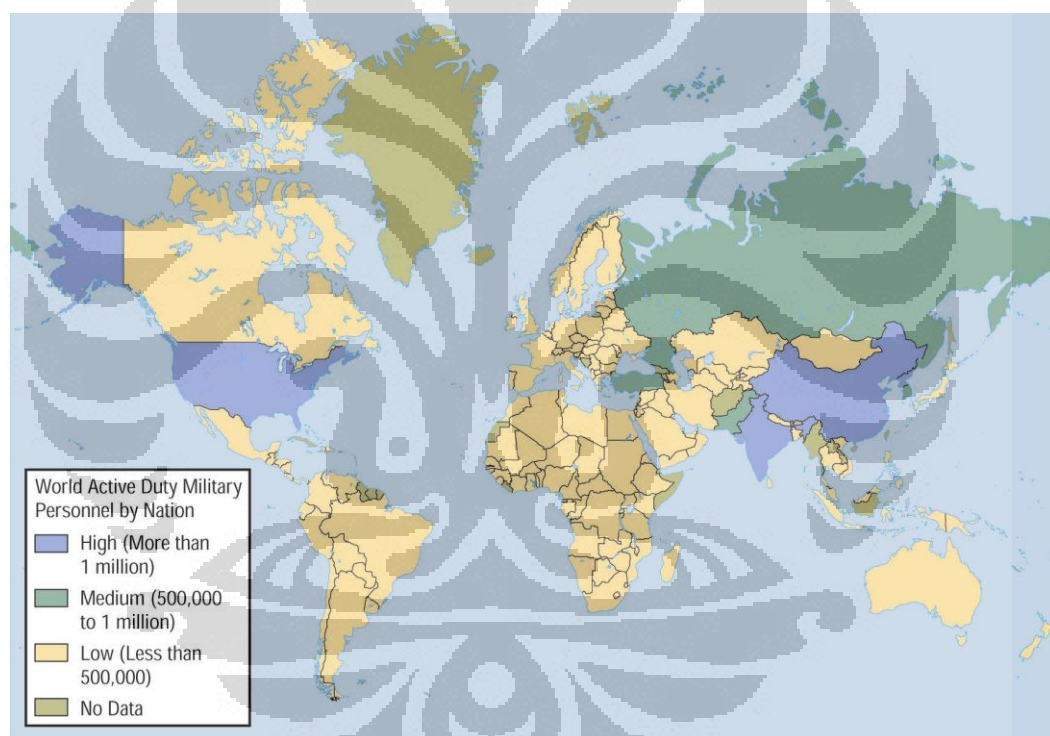 World Active Duty Military
Personnel by Nation
High (More than
1 million)
Medium (500,000
to 1 million)
Low (Less than
500,000)
No Data